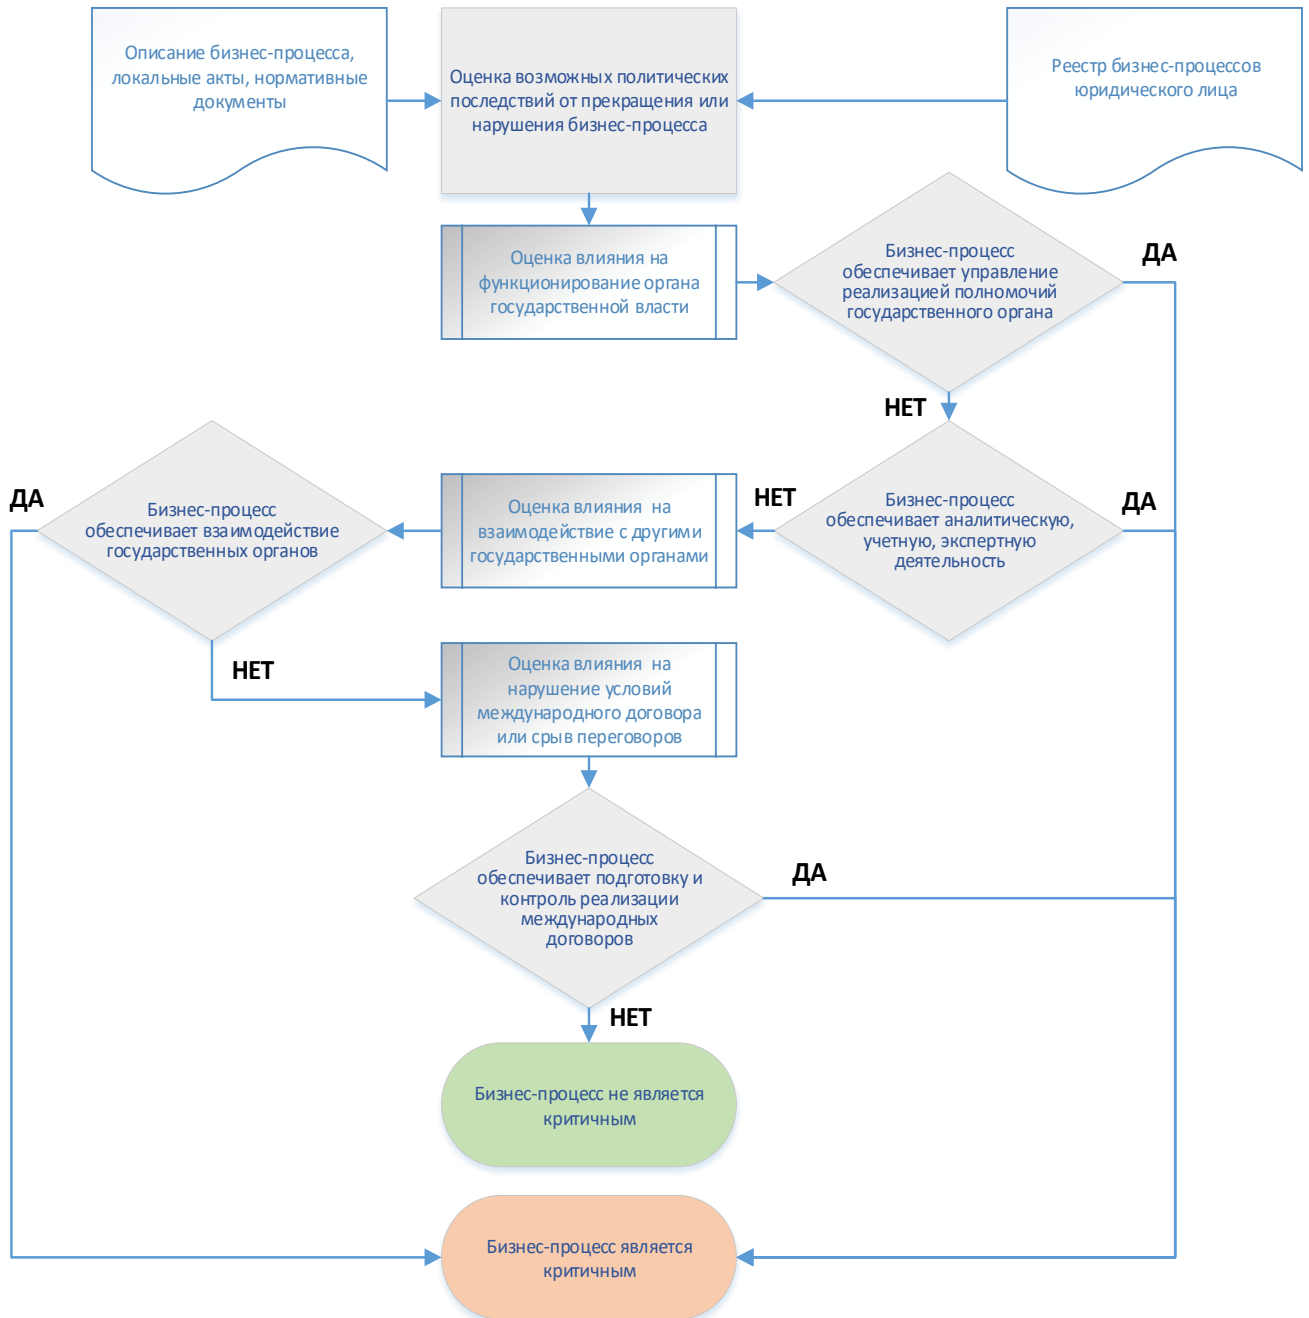 Описание бизнес-процесса,
локальные акты, нормативные
документы
Оценка возможных политических
последствий от прекращения или
нарушения бизнес-процесса
Реестр бизнес-процессов
юридического лица
Оценка влияния на
функционирование органа
государственной власти
Бизнес-процесс
обеспечивает управление
реализацией полномочий
государственного органа
ДА
НЕТ
ДА
Бизнес-процесс
обеспечивает взаимодействие
государственных органов
Оценка влияния на
взаимодействие с другими
государственными органами
НЕТ
Бизнес-процесс
обеспечивает аналитическую,
учетную, экспертную
деятельность
ДА
НЕТ
Оценка влияния на
нарушение условий
международного договора
или срыв переговоров
Бизнес-процесс
обеспечивает подготовку и
контроль реализации
международных
договоров
ДА
НЕТ
Бизнес-процесс не является
критичным
Бизнес-процесс является
критичным